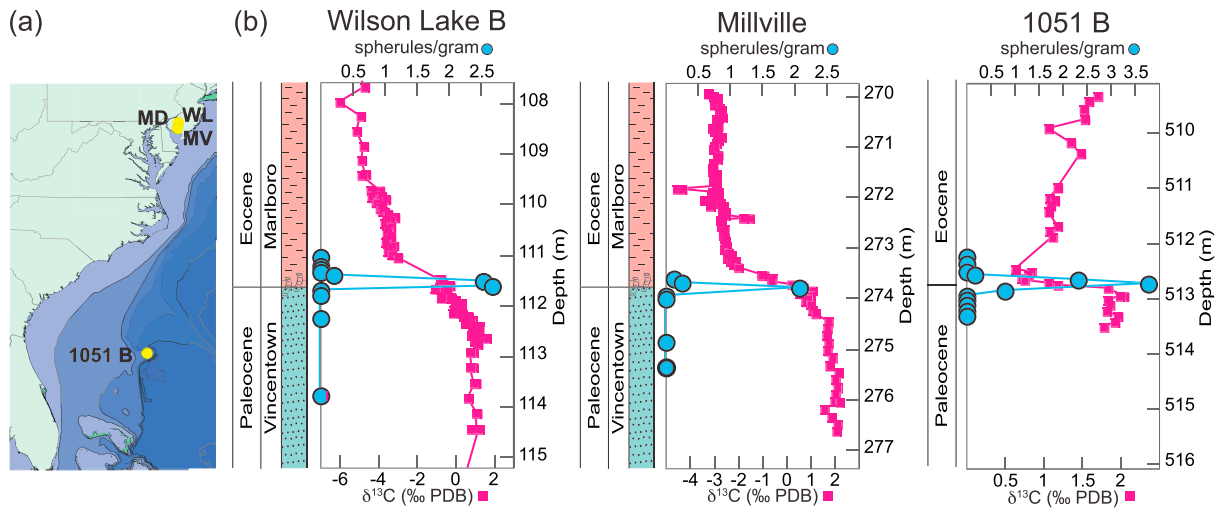 (a)
MD
WL
MV
1051 B
(b)
Wilson Lake B
spherules/gram
0.5 1 1.5 2 2.5
Eocene
Marlboro
Paleocene
Vincentown
108
109
110
111
112
113
114
115
Depth (m)
-6 -4 -2 0 2
δ¹³C (‰ PDB)
Millville
spherules/gram
0.5 1 1.5 2 2.5
Eocene
Marlboro
Paleocene
Vincentown
270
271
272
273
274
275
276
277
Depth (m)
-4 -3 -2 -1 0 1 2
δ¹³C (‰ PDB)
1051 B
spherules/gram
0.5 1 1.5 2 2.5 3 3.5
Eocene
Paleocene
510
511
512
513
514
515
516
Depth (m)
0.5 1 1.5 2
δ¹³C (‰ PDB)